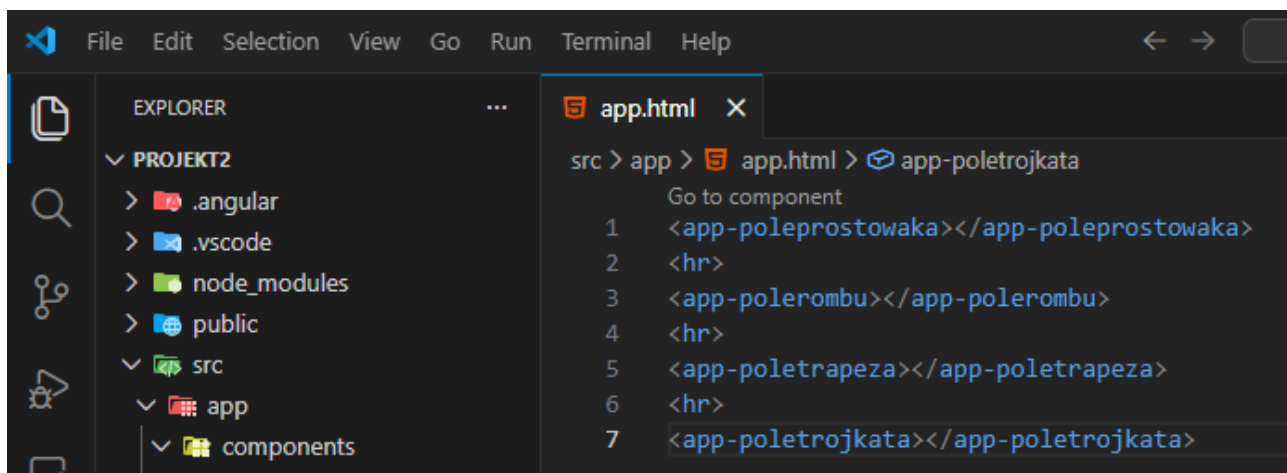 File Edit Selection View Go Run Terminal Help
EXPLORER
PROJEKT2
.angular
.vscode
node_modules
public
src
app
components
app.html
src > app > app.html > app-poletrojkata
Go to component
1 <app-poleprostowaka></app-poleprostowaka>
2 <hr>
3 <app-polerombu></app-polerombu>
4 <hr>
5 <app-poletrapeza></app-poletrapeza>
6 <hr>
7 <app-poletrojkata></app-poletrojkata>